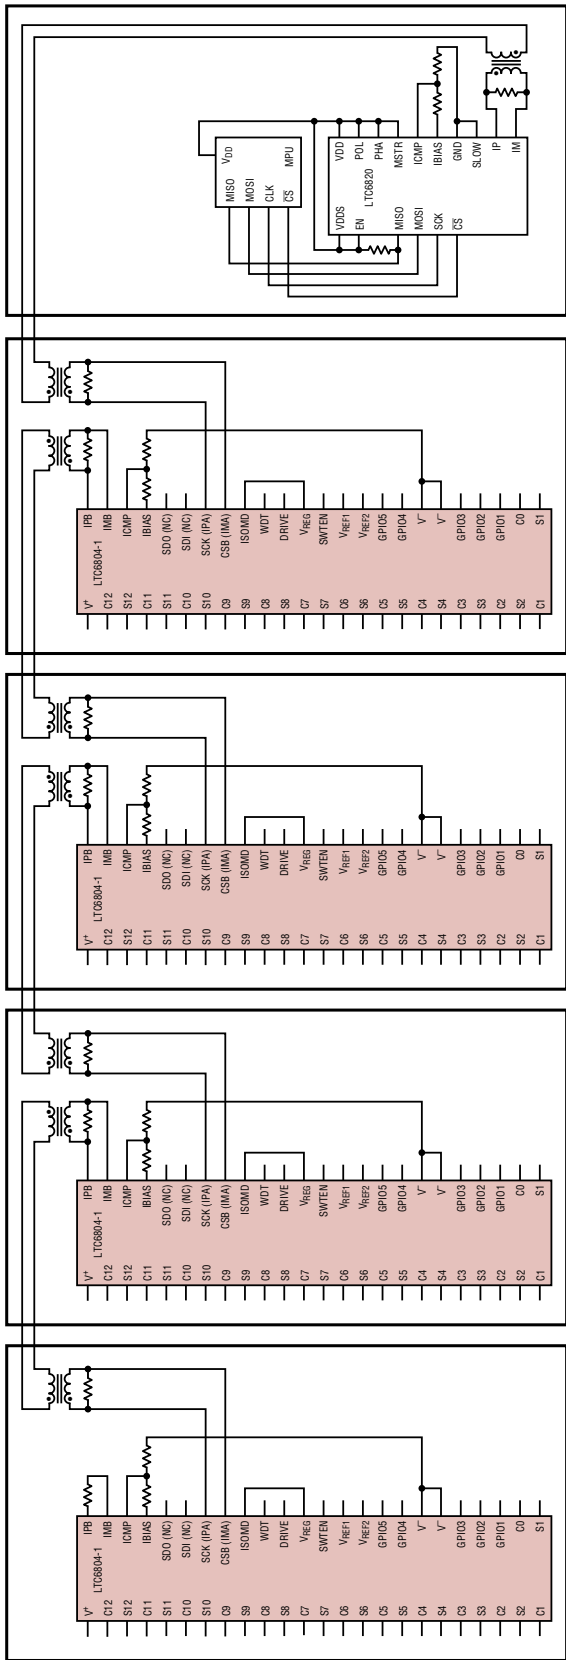 VDD MPU
MISO MOSI CLK CS
VDD POL PHA MSTR ICMP IBIAS GND SLOW IP IM
LTC6820
VDDS EN MISO MOSI SCK CS
IPB IMB ICMP IBIAS SDO (NC) SDI (NC) SCK (IPA) CSB (IMA) ISOMD WDT DRIVE VREG SWTEN VREF1 VREF2 GPIO5 GPIO4 V– V– GPIO3 GPIO2 GPIO1 C0 S1
LTC6804-1
V+ C12 S12 C11 S11 C10 S10 C9 S9 C8 S8 C7 S7 C6 S6 C5 S5 C4 S4 C3 S3 C2 S2 C1
IPB IMB ICMP IBIAS SDO (NC) SDI (NC) SCK (IPA) CSB (IMA) ISOMD WDT DRIVE VREG SWTEN VREF1 VREF2 GPIO5 GPIO4 V– V– GPIO3 GPIO2 GPIO1 C0 S1
LTC6804-1
V+ C12 S12 C11 S11 C10 S10 C9 S9 C8 S8 C7 S7 C6 S6 C5 S5 C4 S4 C3 S3 C2 S2 C1
IPB IMB ICMP IBIAS SDO (NC) SDI (NC) SCK (IPA) CSB (IMA) ISOMD WDT DRIVE VREG SWTEN VREF1 VREF2 GPIO5 GPIO4 V– V– GPIO3 GPIO2 GPIO1 C0 S1
LTC6804-1
V+ C12 S12 C11 S11 C10 S10 C9 S9 C8 S8 C7 S7 C6 S6 C5 S5 C4 S4 C3 S3 C2 S2 C1
IPB IMB ICMP IBIAS SDO (NC) SDI (NC) SCK (IPA) CSB (IMA) ISOMD WDT DRIVE VREG SWTEN VREF1 VREF2 GPIO5 GPIO4 V– V– GPIO3 GPIO2 GPIO1 C0 S1
LTC6804-1
V+ C12 S12 C11 S11 C10 S10 C9 S9 C8 S8 C7 S7 C6 S6 C5 S5 C4 S4 C3 S3 C2 S2 C1